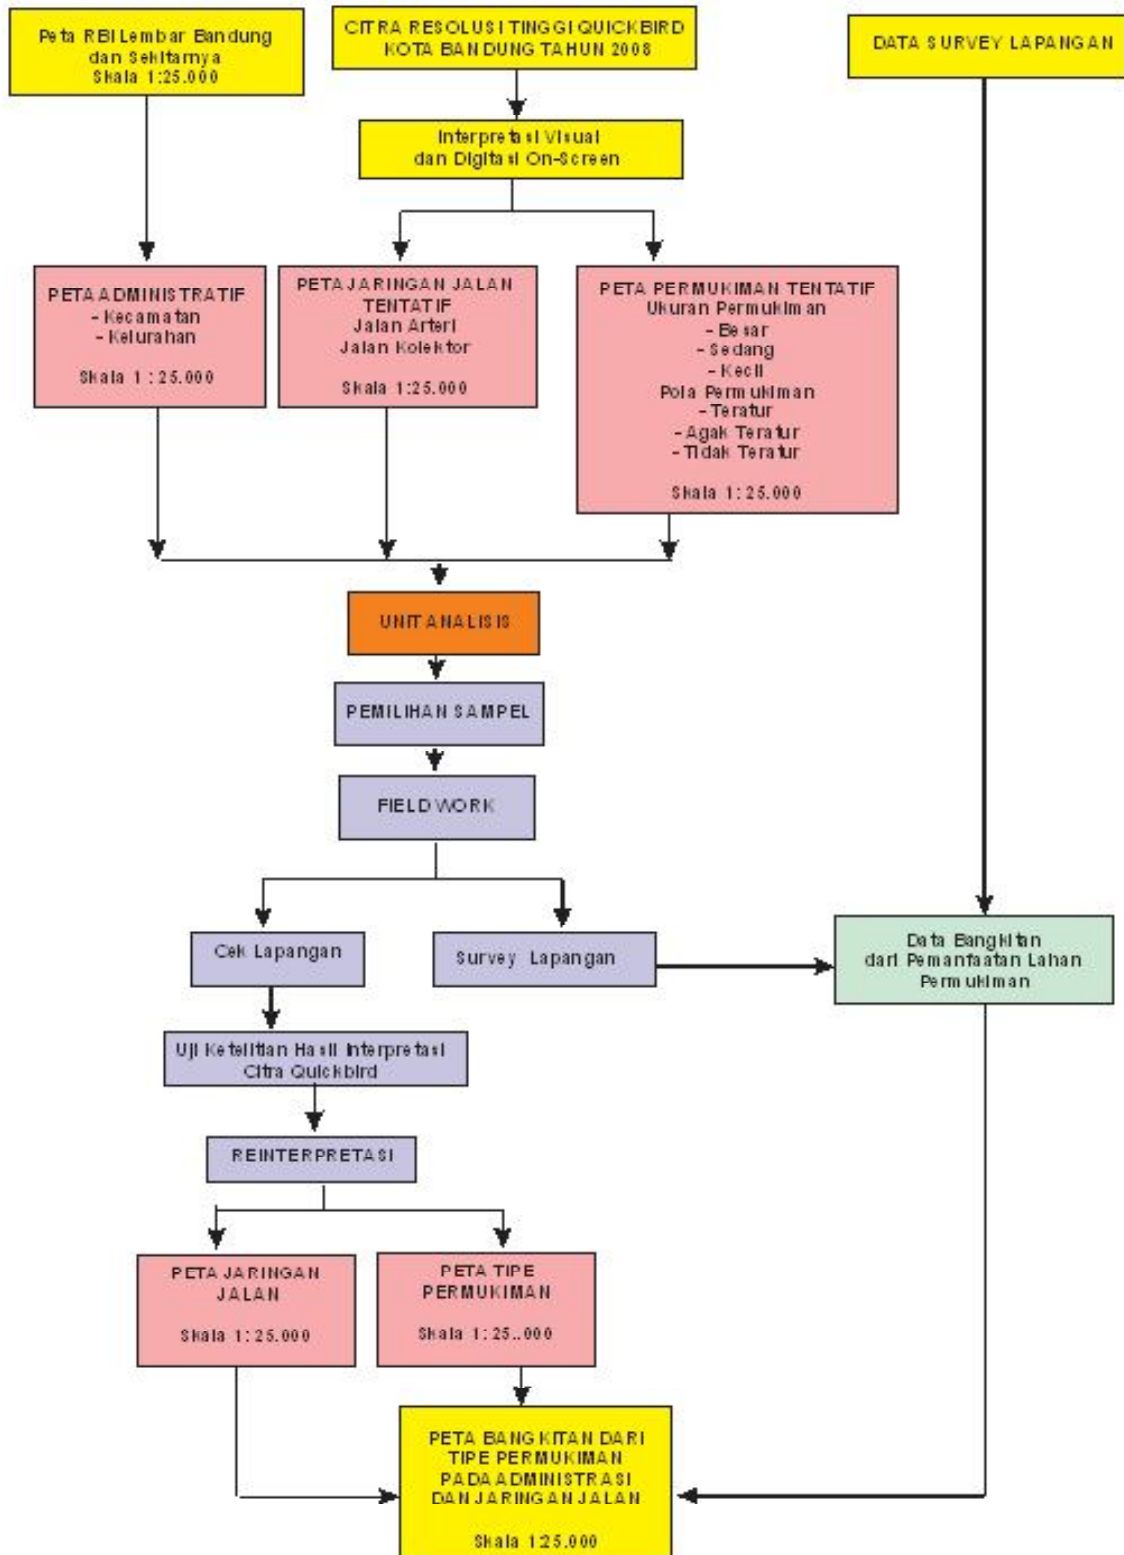 Peta RBI Lembar Bandung
dan Sekitarnya
Skala 1:25.000
CITRA RESOLUSI TINGGI QUICKBIRD
KOTA BANDUNG TAHUN 2008
DATA SURVEY LAPANGAN
Interpretasi Visual
dan Digitasi On-Screen
PETA ADMINISTRATIF
- Kecamatan
- Kelurahan
Skala 1 : 25.000
PETA JARINGAN JALAN
TENTATIF
Jalan Arteri
Jalan Kolektor
Skala 1:25.000
PETA PERMUKIMAN TENTATIF
Ukuran Permukiman
- Besar
- Sedang
- Kecil
Pola Permukiman
- Teratur
- Agak Teratur
- Tidak Teratur
Skala 1: 25.000
UNIT ANALISIS
PEMILIHAN SAMPEL
FIELD WORK
Cek Lapangan
Survey Lapangan
Data Bangkitan
dari Pemanfaatan Lahan
Permukiman
Uji Ketelitian Hasil Interpretasi
Citra Quickbird
REINTERPRETASI
PETA JARINGAN
JALAN
Skala 1: 25.000
PETA TIPE
PERMUKIMAN
Skala 1: 25..000
PETA BANGKITAN DARI
TIPE PERMUKIMAN
PADA ADMINISTRASI
DAN JARINGAN JALAN
Skala 1:25.000